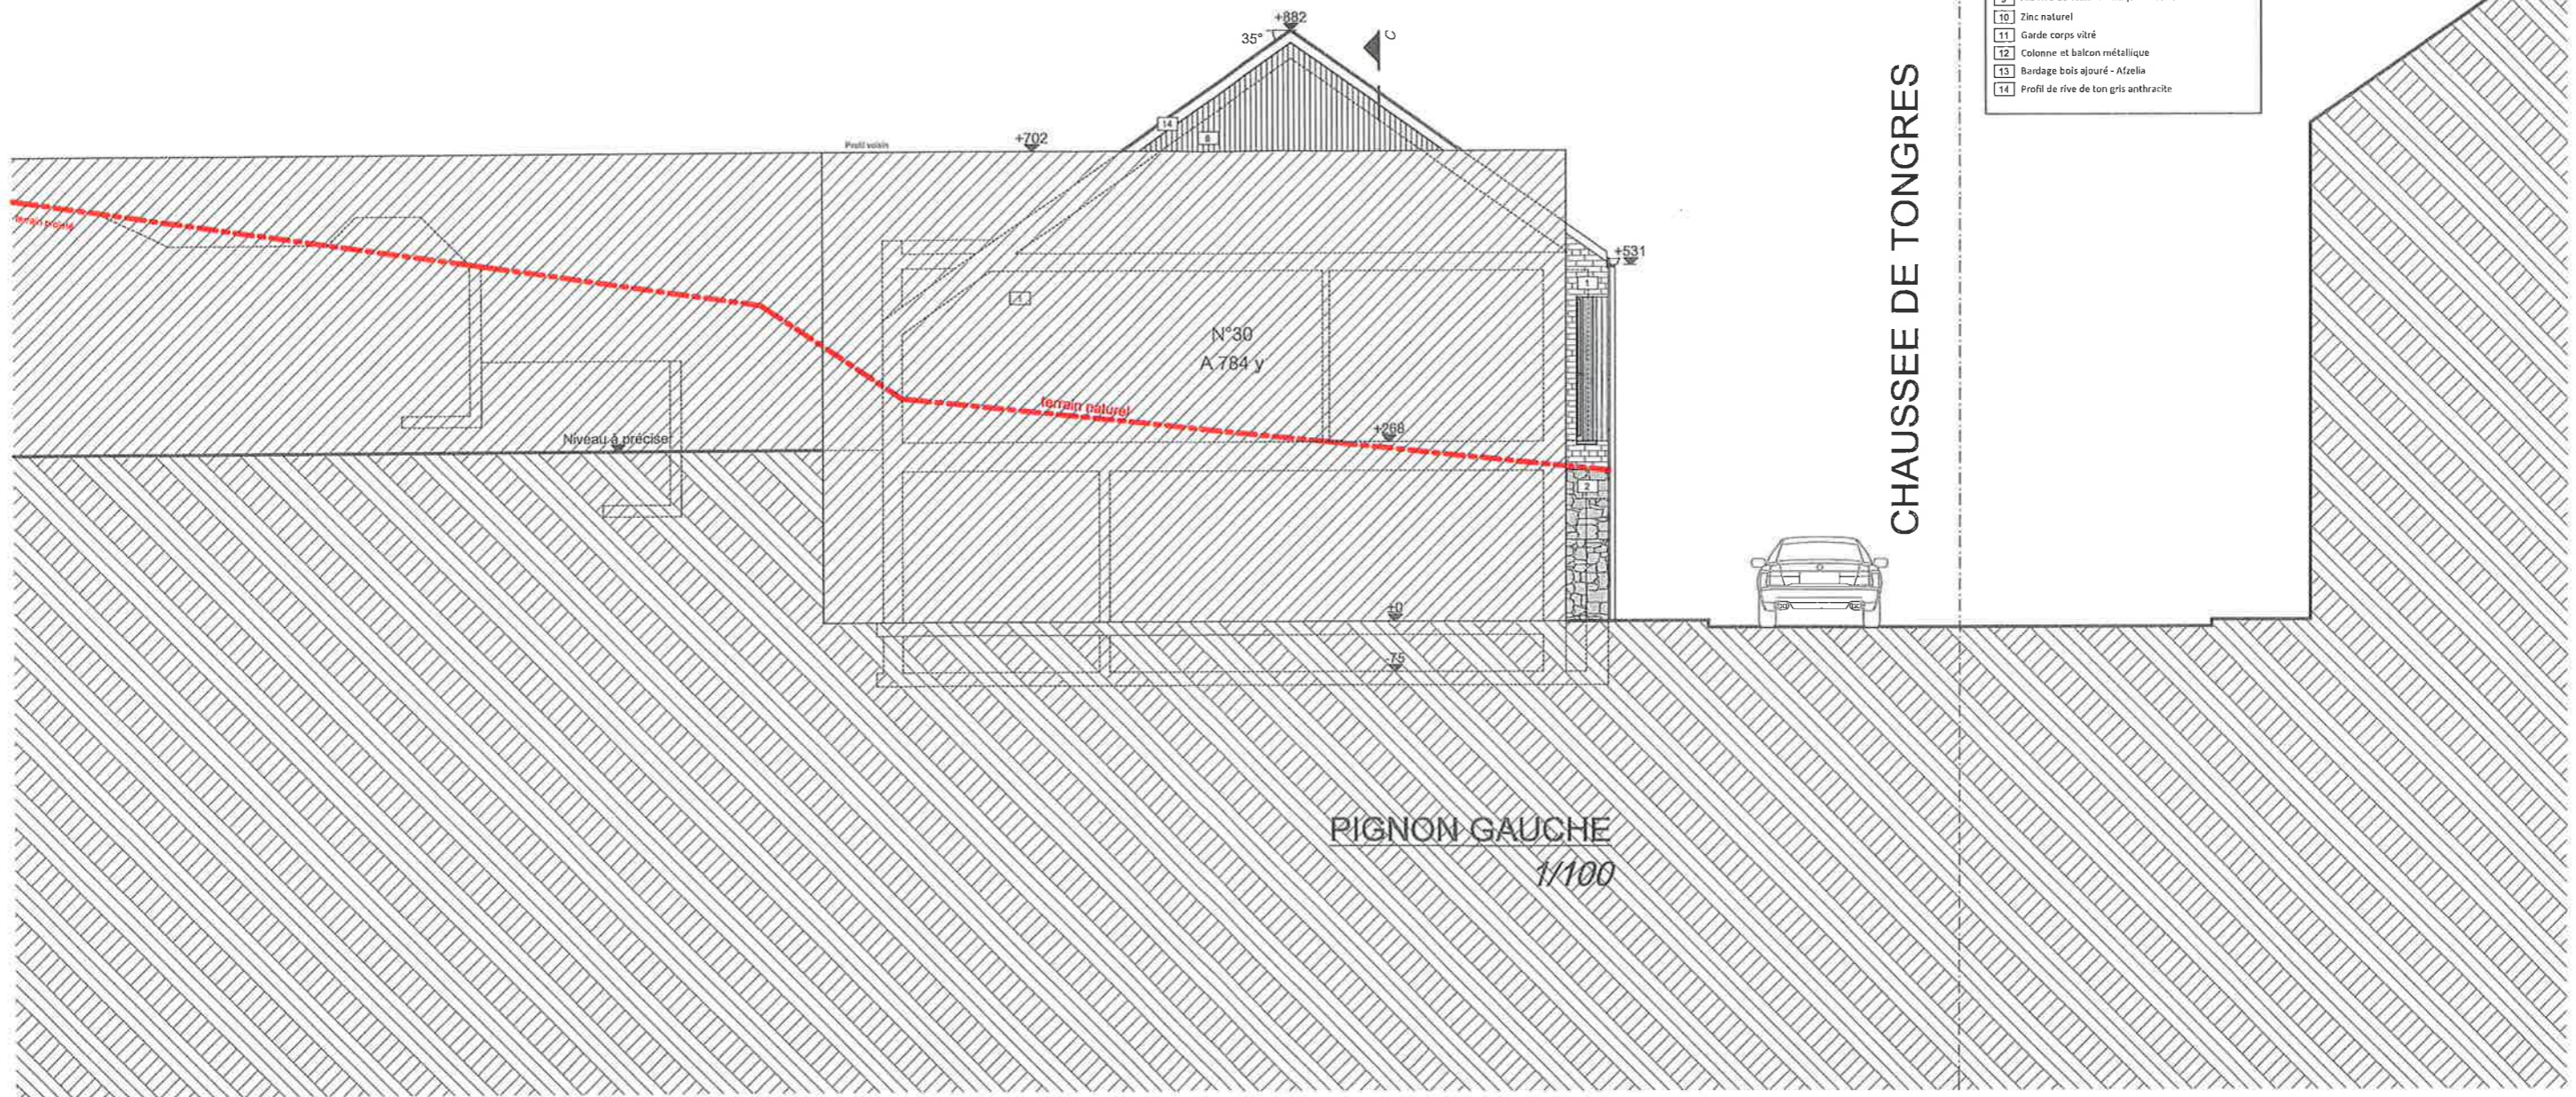 10 Zinc naturel
11 Garde corps vitré
12 Colonne et balcon métallique
13 Bardage bois ajouré - Afzelia
14 Profil de rive de ton gris anthracite
+882
35°
C
CHAUSSEE DE TONGRES
14
8
+702
Profil voisin
terrain
+531
1
1
N°30
A 784 y
terrain naturel
+268
Niveau à préciser
2
+0
-75
PIGNON GAUCHE
1/100